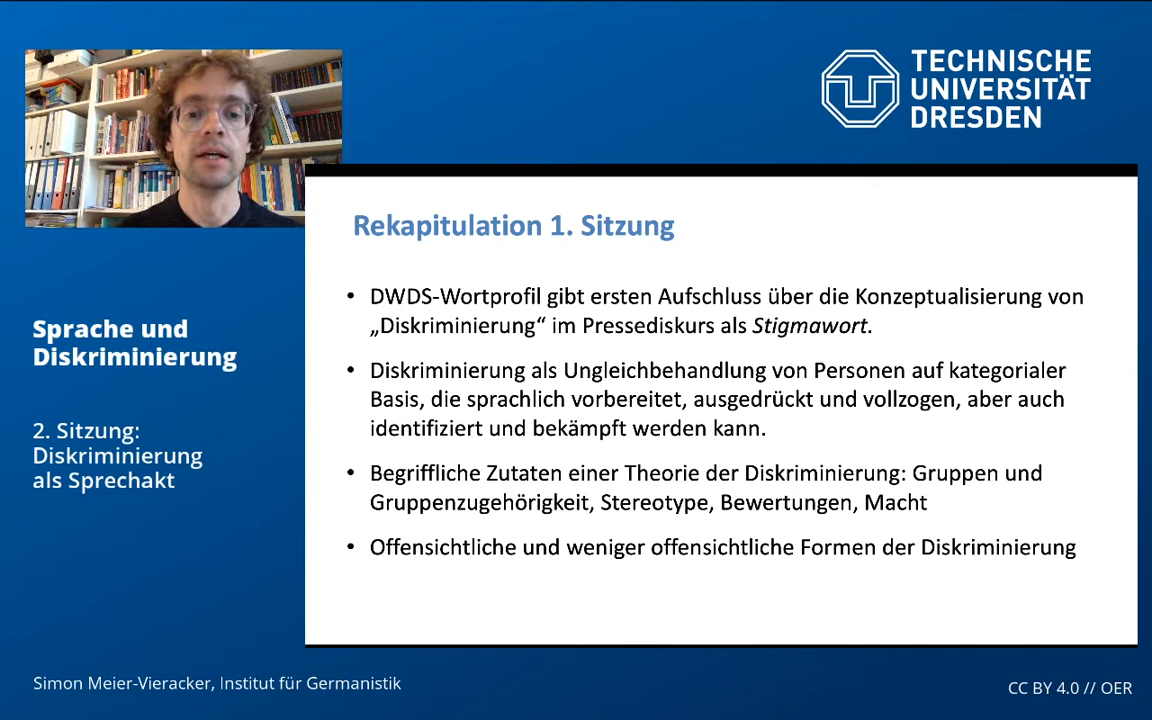 TECHNISCHE
UNIVERSITÄT
DRESDEN
Rekapitulation 1. Sitzung
• DWDS-Wortprofil gibt ersten Aufschluss über die Konzeptualisierung von
„Diskriminierung“ im Pressediskurs als Stigmawort.
• Diskriminierung als Ungleichbehandlung von Personen auf kategorialer
Basis, die sprachlich vorbereitet, ausgedrückt und vollzogen, aber auch
identifiziert und bekämpft werden kann.
• Begriffliche Zutaten einer Theorie der Diskriminierung: Gruppen und
Gruppenzugehörigkeit, Stereotype, Bewertungen, Macht
• Offensichtliche und weniger offensichtliche Formen der Diskriminierung
Sprache und
Diskriminierung
2. Sitzung:
Diskriminierung
als Sprechakt
Simon Meier-Vieracker, Institut für Germanistik
CC BY 4.0 // OER